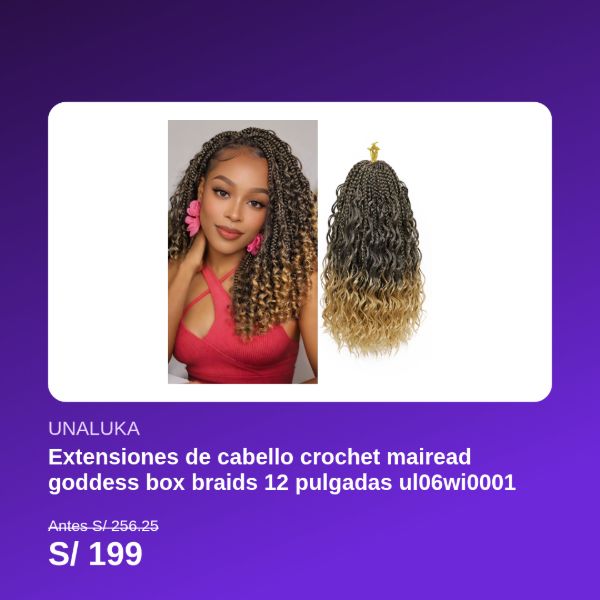 UNALUKA
Extensiones de cabello crochet mairead
goddess box braids 12 pulgadas ul06wi0001
Antes S/ 256.25
S/ 199